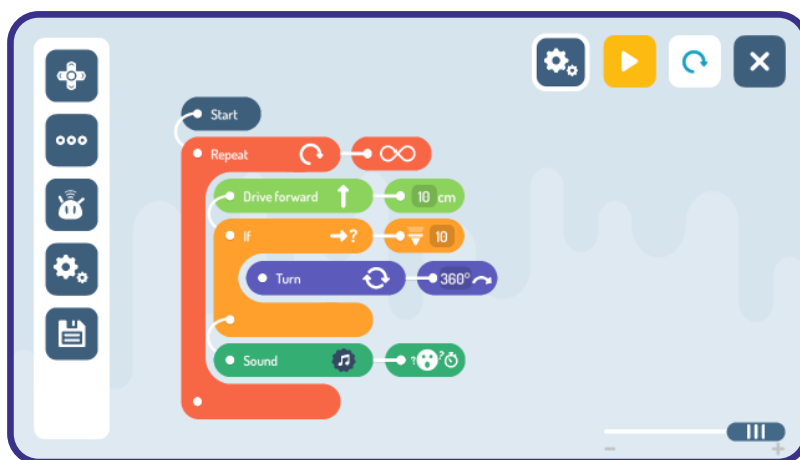 Start
Repeat
Drive forward 10 cm
If →? 10
Turn 360°
Sound ? ?
− +